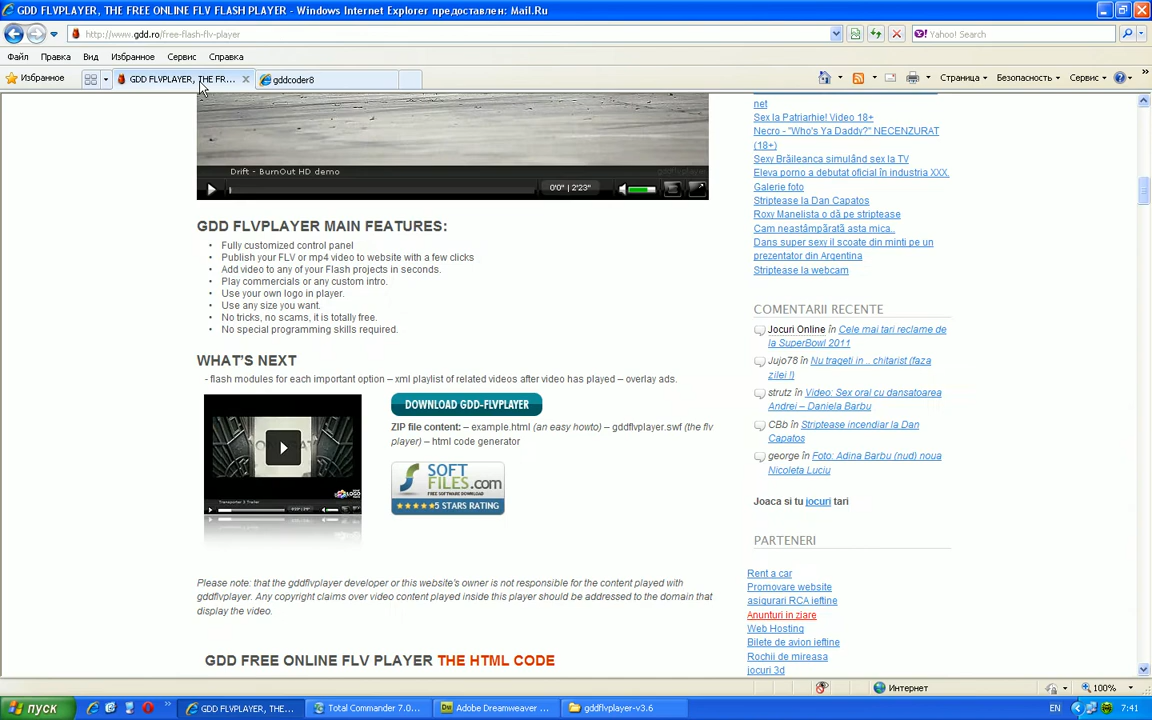 GDD FLVPLAYER, THE FREE ONLINE FLV FLASH PLAYER - Windows Internet Explorer предоставлен: Mail.Ru
http://www.gdd.ro/free-flash-flv-player
Yahoo! Search
Файл Правка Вид Избранное Сервис Справка
Избранное
GDD FLVPLAYER, THE FR...
gddcoder8
Страница
Безопасность
Сервис
Drift - BurnOut HD demo
0'0" | 2'23"
GDD FLVPLAYER MAIN FEATURES:
• Fully customized control panel
• Publish your FLV or mp4 video to website with a few clicks
• Add video to any of your Flash projects in seconds.
• Play commercials or any custom intro.
• Use your own logo in player.
• Use any size you want.
• No tricks, no scams, it is totally free.
• No special programming skills required.
WHAT'S NEXT
- flash modules for each important option – xml playlist of related videos after video has played – overlay ads.
DOWNLOAD GDD-FLVPLAYER
ZIP file content: – example.html (an easy howto) – gddflvplayer.swf (the flv
player) – html code generator
SOFT
FILES.com
FREE SOFTWARE DOWNLOAD
5 STARS RATING
Transporter 3 Trailer
LOGO
Please note: that the gddflvplayer developer or this website's owner is not responsible for the content played with
gddflvplayer. Any copyright claims over video content played inside this player should be addressed to the domain that
display the video.
GDD FREE ONLINE FLV PLAYER THE HTML CODE
net
Sex la Patriarhie! Video 18+
Necro - "Who's Ya Daddy?" NECENZURAT
(18+)
Sexy Brăileanca simulând sex la TV
Eleva porno a debutat oficial în industria XXX.
Galerie foto
Striptease la Dan Capatos
Roxy Manelista o dă pe striptease
Cam neastâmpărată asta mica..
Dans super sexy il scoate din minti pe un
prezentator din Argentina
Striptease la webcam
COMENTARII RECENTE
Jocuri Online în Cele mai tari reclame de
la SuperBowl 2011
Jujo78 în Nu trageti in .. chitarist (faza
zilei !)
strutz în Video: Sex oral cu dansatoarea
Andrei – Daniela Barbu
CBb în Striptease incendiar la Dan
Capatos
george în Foto: Adina Barbu (nud) noua
Nicoleta Luciu
Joaca si tu jocuri tari
PARTENERI
Rent a car
Promovare website
asigurari RCA ieftine
Anunturi in ziare
Web Hosting
Bilete de avion ieftine
Rochii de mireasa
jocuri 3d
Интернет
100%
пуск
GDD FLVPLAYER, THE...
Total Commander 7.0...
Adobe Dreamweaver ...
gddflvplayer-v3.6
EN
7:41